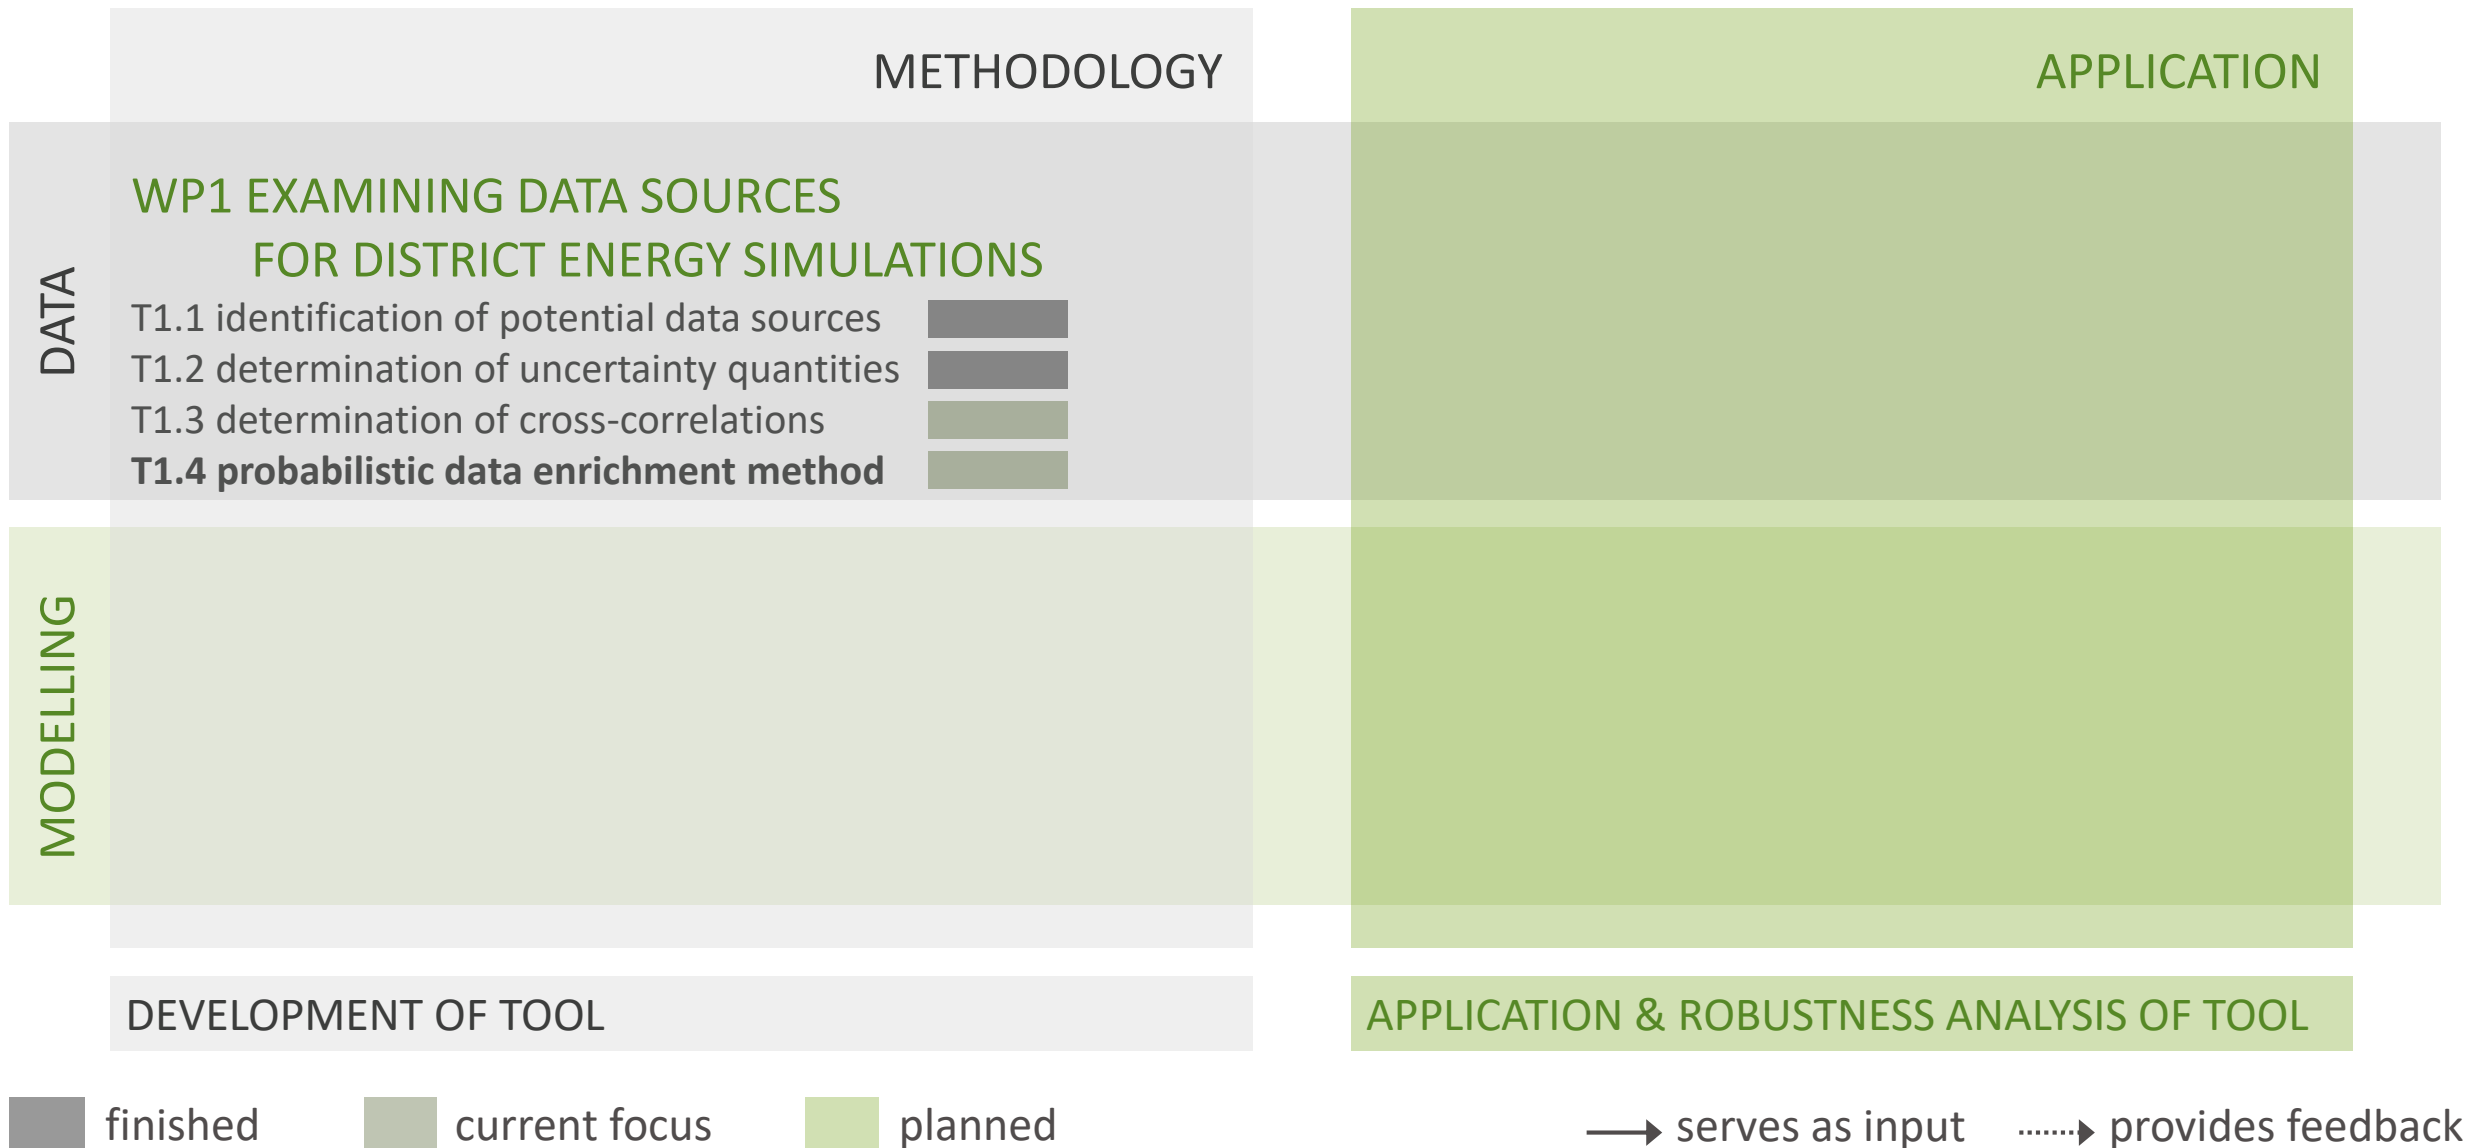 METHODOLOGY
APPLICATION
DATA
WP1 EXAMINING DATA SOURCES
FOR DISTRICT ENERGY SIMULATIONS
T1.1 identification of potential data sources
T1.2 determination of uncertainty quantities
T1.3 determination of cross-correlations
T1.4 probabilistic data enrichment method
MODELLING
DEVELOPMENT OF TOOL
APPLICATION & ROBUSTNESS ANALYSIS OF TOOL
finished
current focus
planned
serves as input
provides feedback